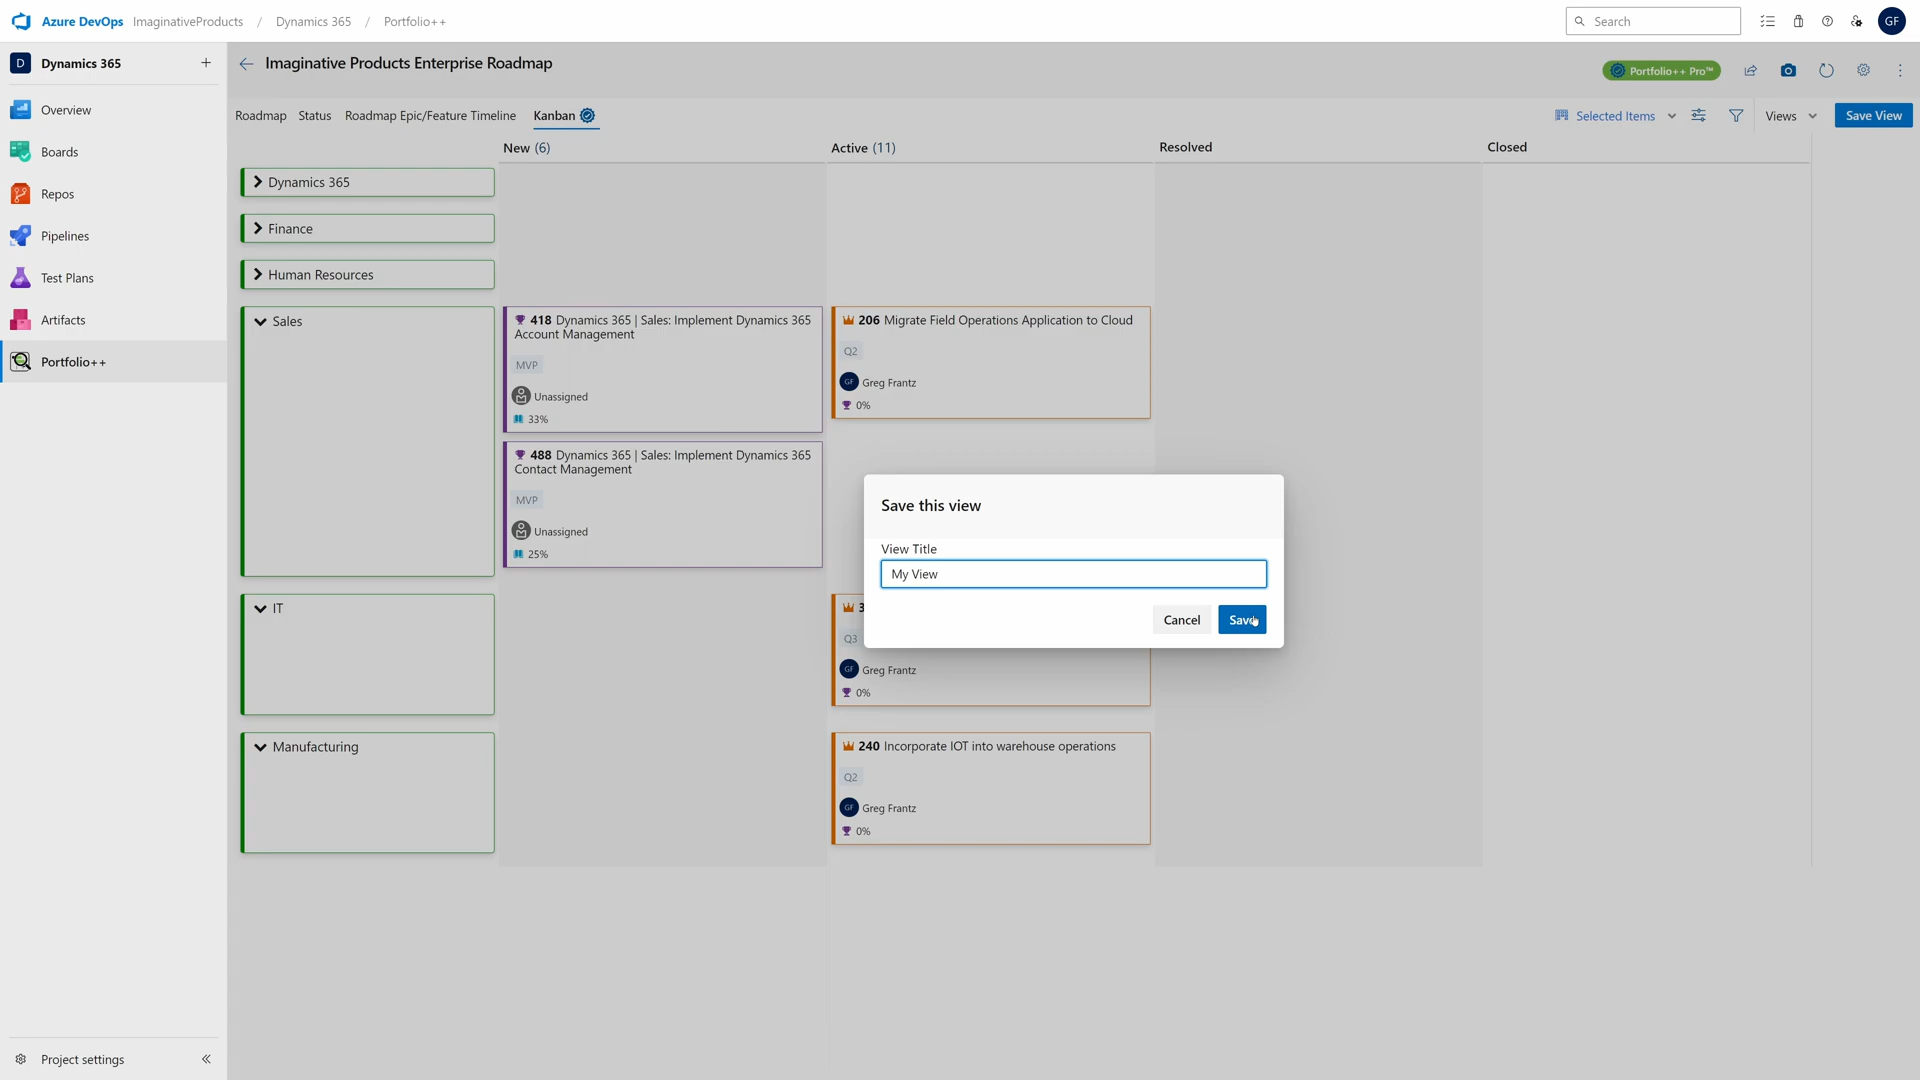 Azure DevOps ImaginativeProducts / Dynamics 365 / Portfolio++
Search
GF
D Dynamics 365 +
Imaginative Products Enterprise Roadmap
Portfolio++ Pro™
Overview
Boards
Repos
Pipelines
Test Plans
Artifacts
Portfolio++
Project settings
Roadmap Status Roadmap Epic/Feature Timeline Kanban
Selected Items
Views
Save View
New (6)
Active (11)
Resolved
Closed
Dynamics 365
Finance
Human Resources
Sales
418 Dynamics 365 | Sales: Implement Dynamics 365
Account Management
MVP
Unassigned
33%
206 Migrate Field Operations Application to Cloud
Q2
GF Greg Frantz
0%
488 Dynamics 365 | Sales: Implement Dynamics 365
Contact Management
MVP
Unassigned
25%
Save this view
View Title
My View
Cancel
Save
IT
3
Q3
GF Greg Frantz
0%
Manufacturing
240 Incorporate IOT into warehouse operations
Q2
GF Greg Frantz
0%